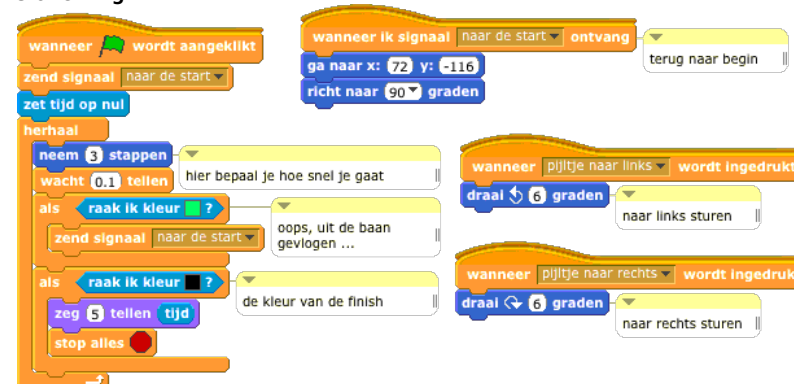 wanneer wordt aangeklikt
zend signaal naar de start
zet tijd op nul
herhaal
neem 3 stappen
hier bepaal je hoe snel je gaat
wacht 0.1 tellen
als raak ik kleur ?
oops, uit de baan
gevlogen ...
zend signaal naar de start
als raak ik kleur ?
de kleur van de finish
zeg 5 tellen tijd
stop alles
wanneer ik signaal naar de start ontvang
terug naar begin
ga naar x: 72 y: -116
richt naar 90 graden
wanneer pijltje naar links wordt ingedrukt
draai 6 graden
naar links sturen
wanneer pijltje naar rechts wordt ingedruk
draai 6 graden
naar rechts sturen